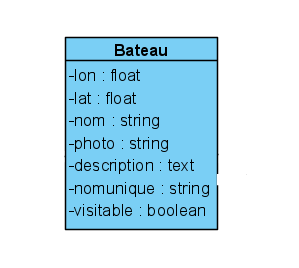 Bateau
-lon : float
-lat : float
-nom : string
-photo : string
-description : text
-nomunique : string
-visitable : boolean